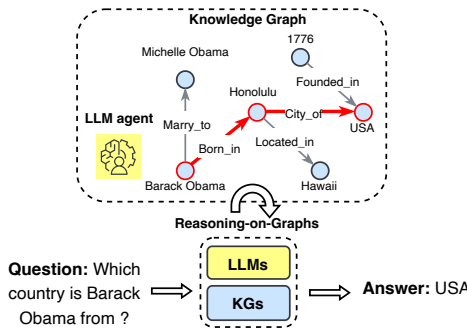 Knowledge Graph
1776
Michelle Obama
Founded_in
Honolulu
LLM agent
City_of
USA
Marry_to
Born_in
Located_in
Barack Obama
Hawaii
Reasoning-on-Graphs
LLMs
KGs
Question: Which
country is Barack
Obama from ?
Answer: USA